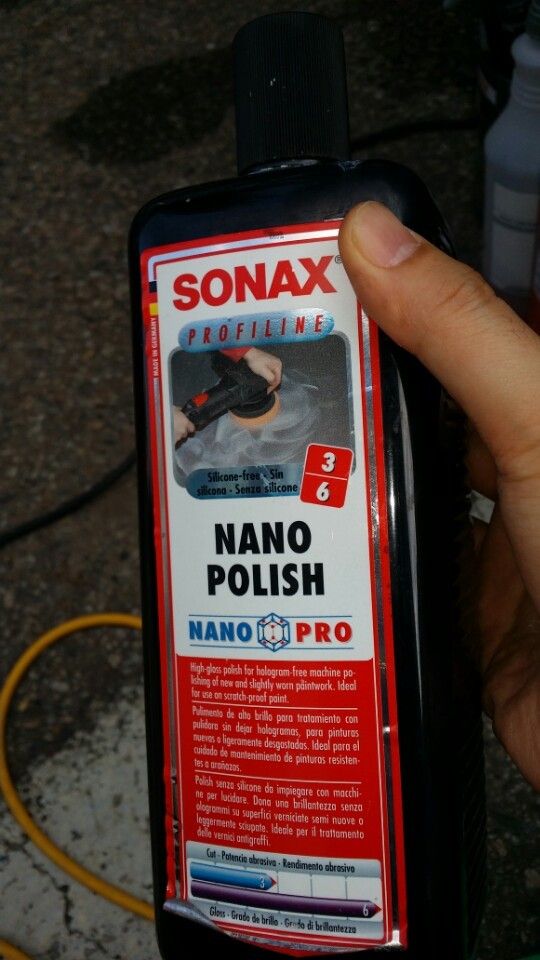 SONAX®
PROFILINE
MADE IN GERMANY
Silicone-free - Sin
silicona - Senza silicone
3
6
NANO
POLISH
NANO PRO
High-gloss polish for hologram-free machine po-
lishing of new and slightly worn paintwork. Ideal
for use on scratch-proof paint.
Pulimento de alto brillo para tratamiento con
pulidora sin dejar hologramas, para pinturas
nuevas o ligeramente desgastadas. Ideal para el
cuidado de mantenimiento de pinturas resisten-
tes a arañazos.
Polish senza silicone da impiegare con macchi-
ne per lucidare. Dona una brillantezza senza
ologrammi su superfici verniciate semi nuove o
leggermente sciupate. Ideale per il trattamento
delle vernici antigraffi.
Cut - Potencia abrasiva - Rendimento abrasivo
3
6
Gloss - Grado de brillo - Grado di brillantezza